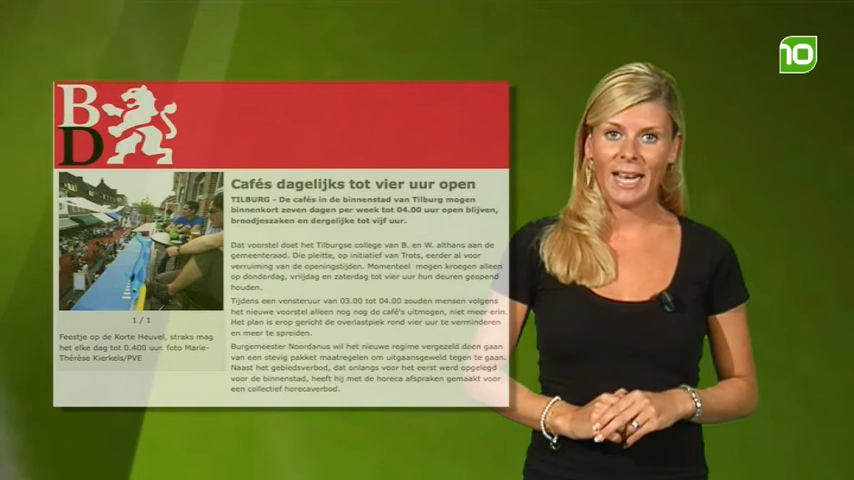 10
B
D
Cafés dagelijks tot vier uur open
TILBURG - De cafés in de binnenstad van Tilburg mogen
binnenkort zeven dagen per week tot 04.00 uur open blijven,
broodjeszaken en dergelijke tot vijf uur.
Dat voorstel doet het Tilburgse college van B. en W. althans aan de
gemeenteraad. Die pleitte, op initiatief van Trots, eerder al voor
verruiming van de openingstijden. Momenteel mogen kroegen alleen
op donderdag, vrijdag en zaterdag tot vier uur hun deuren geopend
houden.
Tijdens een vensteruur van 03.00 tot 04.00 zouden mensen volgens
het nieuwe voorstel alleen nog nog de café's uitmogen, niet meer erin.
Het plan is erop gericht de overlastpiek rond vier uur te verminderen
en meer te spreiden.
Burgemeester Noordanus wil het nieuwe regime vergezeld doen gaan
van een stevig pakket maatregelen om uitgaansgeweld tegen te gaan.
Naast het gebiedsverbod, dat onlangs voor het eerst werd opgelegd
voor de binnenstad, heeft hij met de horeca afspraken gemaakt voor
een collectief horecaverbod.
1 / 1
Feestje op de Korte Heuvel, straks mag
het elke dag tot 0.400 uur. foto Marie-
Thérèse Kierkels/PVE